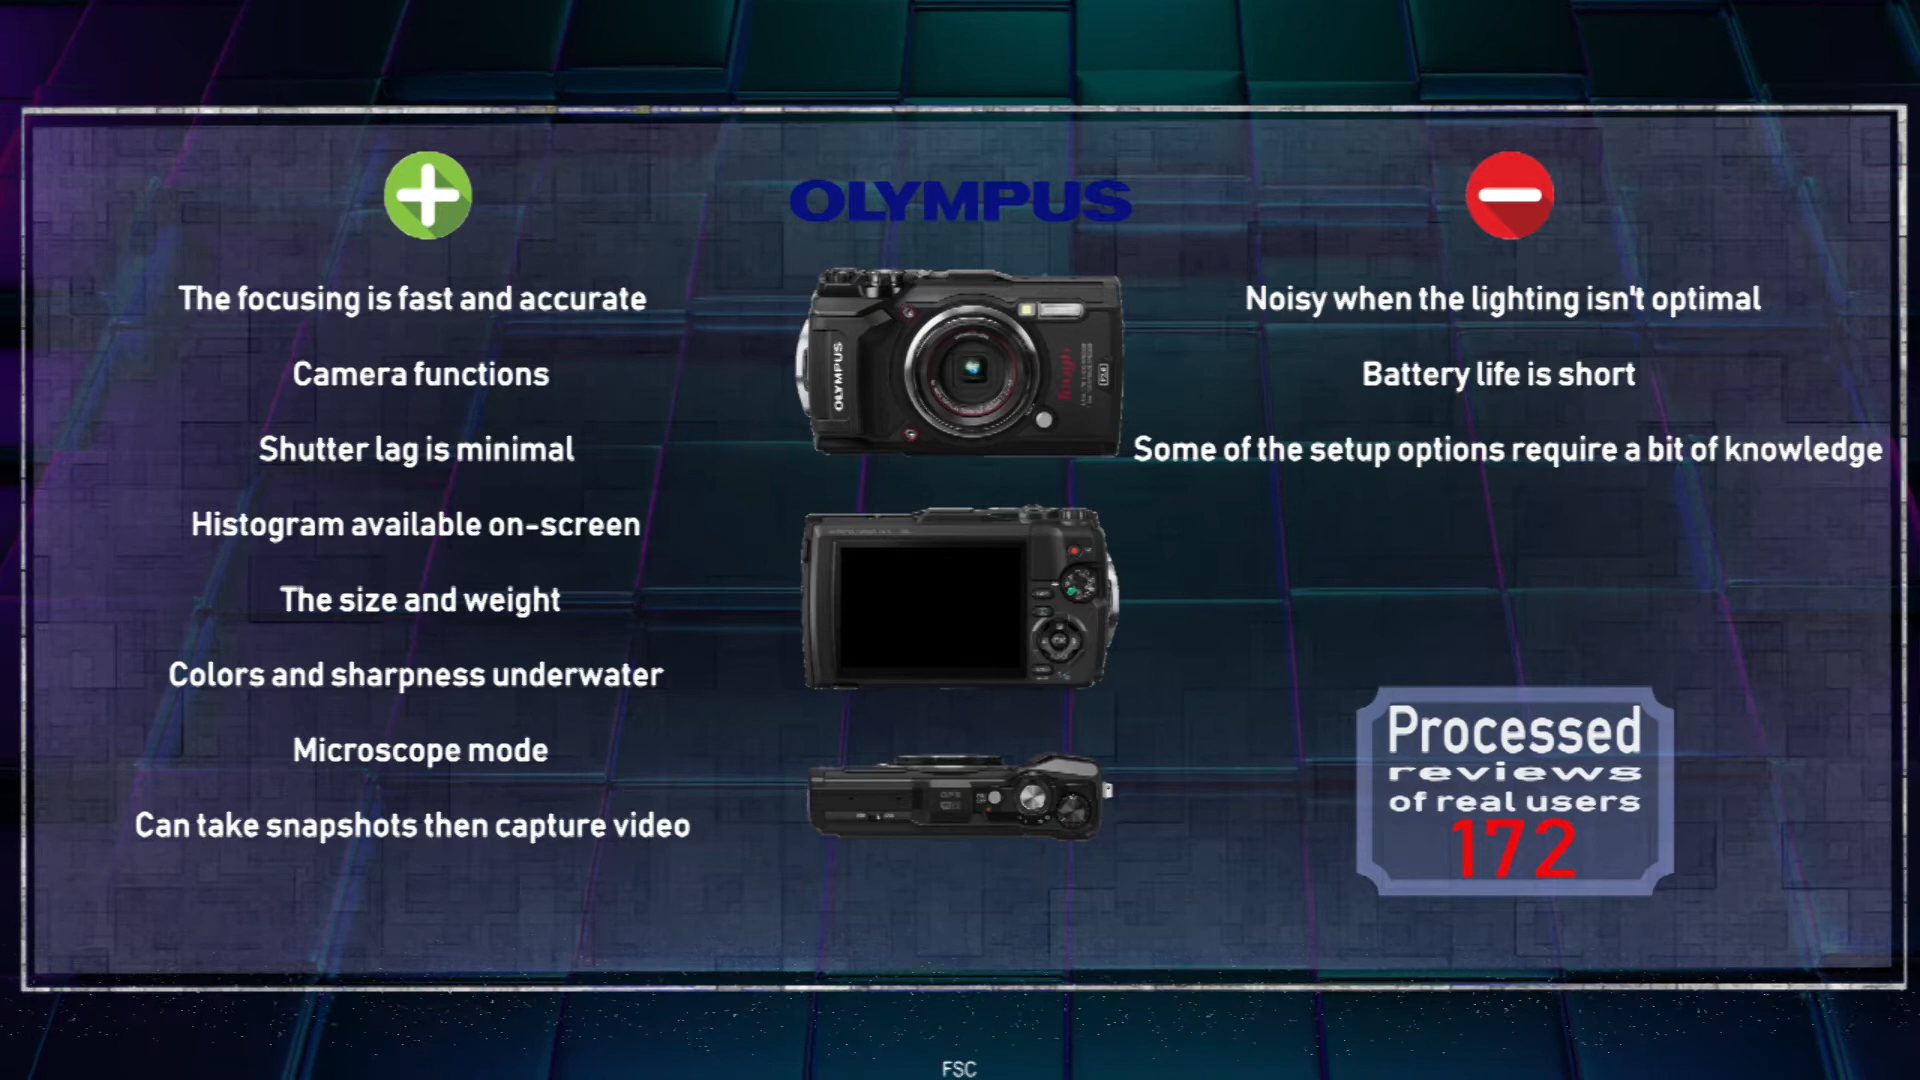 OLYMPUS
The focusing is fast and accurate
Camera functions
Shutter lag is minimal
Histogram available on-screen
The size and weight
Colors and sharpness underwater
Microscope mode
Can take snapshots then capture video
OLYMPUS
Tough
Noisy when the lighting isn't optimal
Battery life is short
Some of the setup options require a bit of knowledge
Processed
reviews
of real users
172
FSC